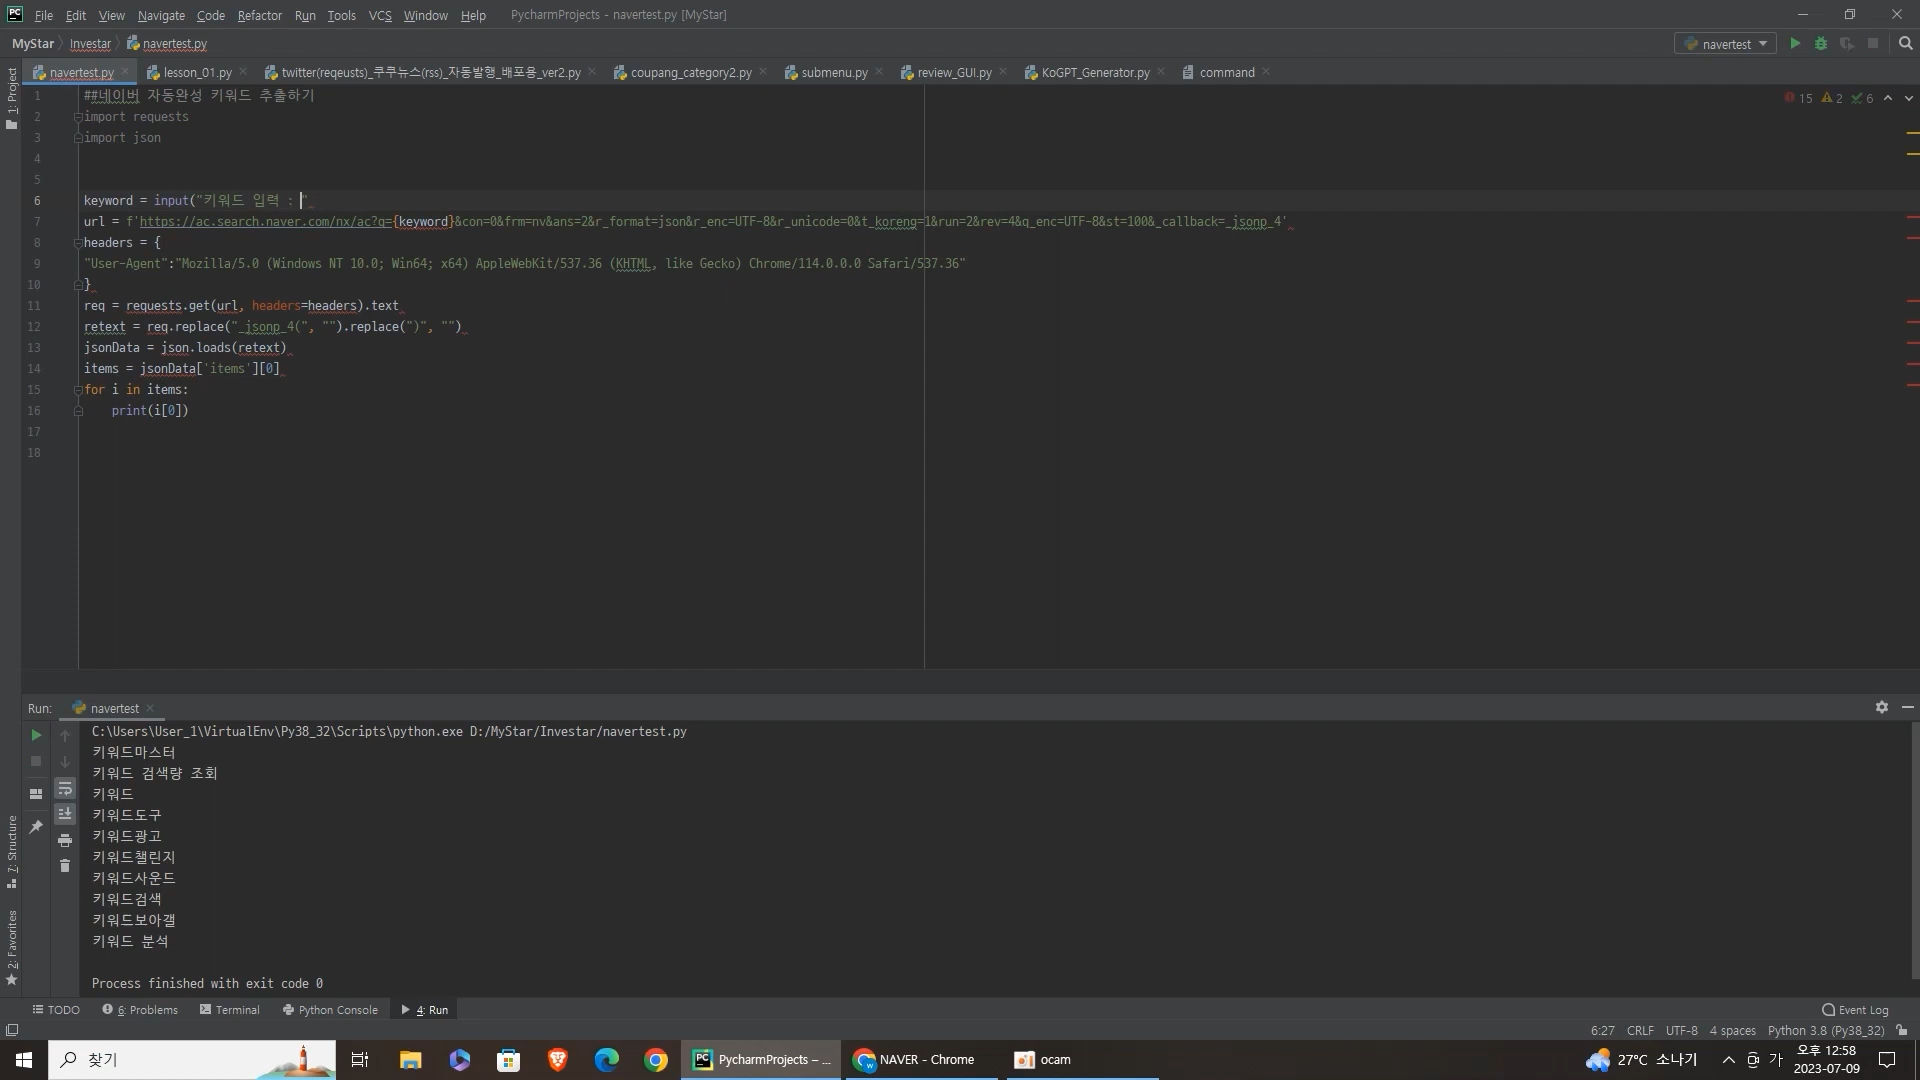 File Edit View Navigate Code Refactor Run Tools VCS Window Help PycharmProjects - navertest.py [MyStar]
MyStar Investar navertest.py navertest
navertest.py lesson_01.py twitter(reqeusts)_쿠쿠뉴스(rss)_자동발행_배포용_ver2.py coupang_category2.py submenu.py review_GUI.py KoGPT_Generator.py command
1: Project
15 2 6
1 ##네이버 자동완성 키워드 추출하기
2 import requests
3 import json
4
5
6 keyword = input("키워드 입력 : "
7 url = f'https://ac.search.naver.com/nx/ac?q={keyword}&con=0&frm=nv&ans=2&r_format=json&r_enc=UTF-8&r_unicode=0&t_koreng=1&run=2&rev=4&q_enc=UTF-8&st=100&_callback=_jsonp_4'
8 headers = {
9 "User-Agent":"Mozilla/5.0 (Windows NT 10.0; Win64; x64) AppleWebKit/537.36 (KHTML, like Gecko) Chrome/114.0.0.0 Safari/537.36"
10 }
11 req = requests.get(url, headers=headers).text
12 retext = req.replace("_jsonp_4(", "").replace(")", "")
13 jsonData = json.loads(retext)
14 items = jsonData['items'][0]
15 for i in items:
16 print(i[0])
17
18
Run: navertest
C:\Users\User_1\VirtualEnv\Py38_32\Scripts\python.exe D:/MyStar/Investar/navertest.py
키워드마스터
키워드 검색량 조회
키워드
키워드도구
키워드광고
키워드챌린지
키워드사운드
키워드검색
키워드보아갤
키워드 분석
Process finished with exit code 0
7: Structure
2: Favorites
TODO 6: Problems Terminal Python Console 4: Run Event Log
6:27 CRLF UTF-8 4 spaces Python 3.8 (Py38_32)
찾기 PycharmProjects – ... NAVER - Chrome ocam 27°C 소나기 가 오후 12:58
2023-07-09